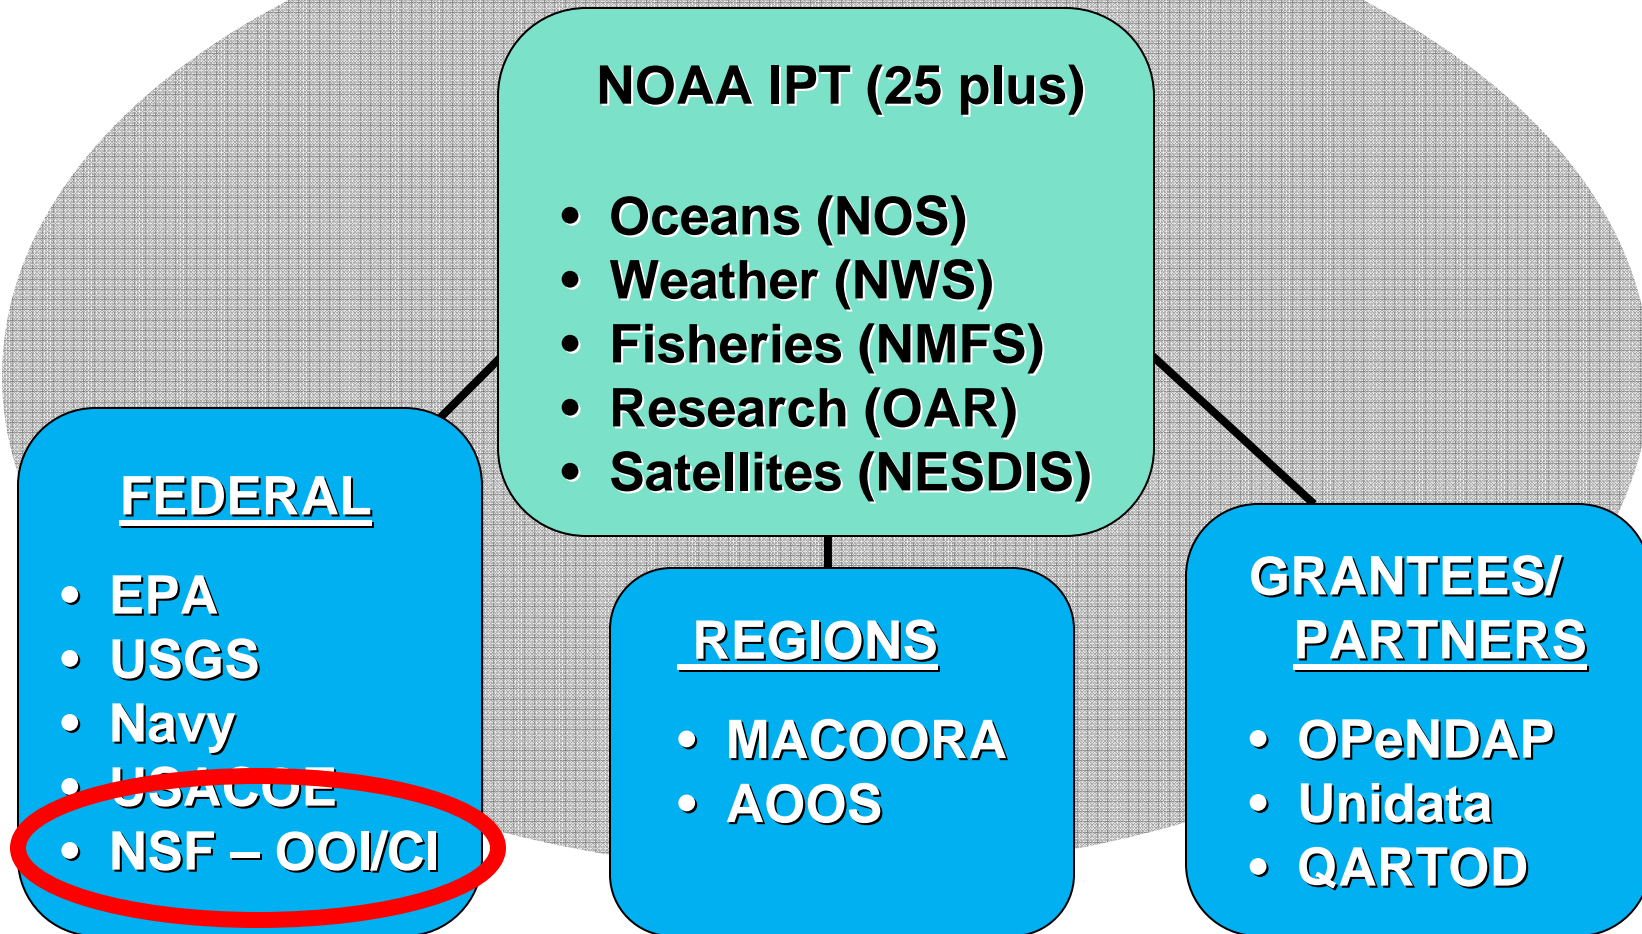 NOAA IPT (25 plus)
• Oceans (NOS)
• Weather (NWS)
• Fisheries (NMFS)
• Research (OAR)
• Satellites (NESDIS)
FEDERAL
• EPA
• USGS
• Navy
• USACOE
• NSF – OOI/CI
REGIONS
• MACOORA
• AOOS
GRANTEES/
PARTNERS
• OPeNDAP
• Unidata
• QARTOD